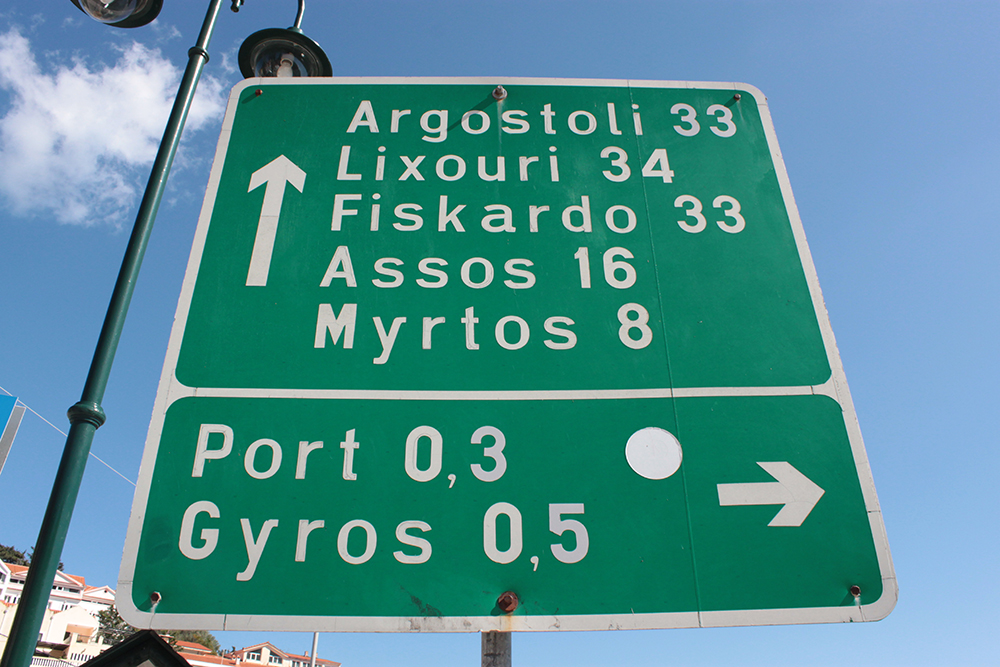 Argostoli 33
Lixouri 34
Fiskardo 33
Assos 16
Myrtos 8
Port 0,3
Gyros 0,5